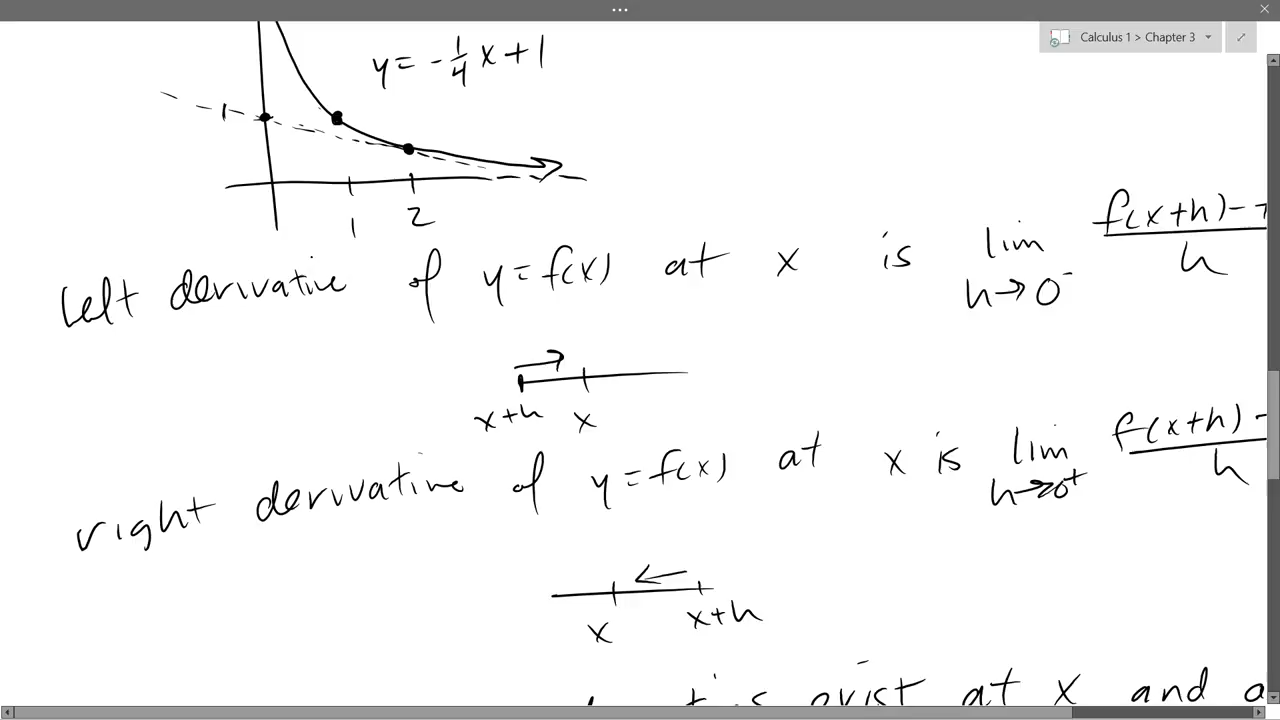 Calculus 1 > Chapter 3
y = -1/4 x + 1
1
1 2
Left derivative of y = f(x) at x is lim h→0⁻ f(x+h) - / h
x+h x
right derivative of y = f(x) at x is lim h→0⁺ f(x+h) - / h
x x+h
exist at x and